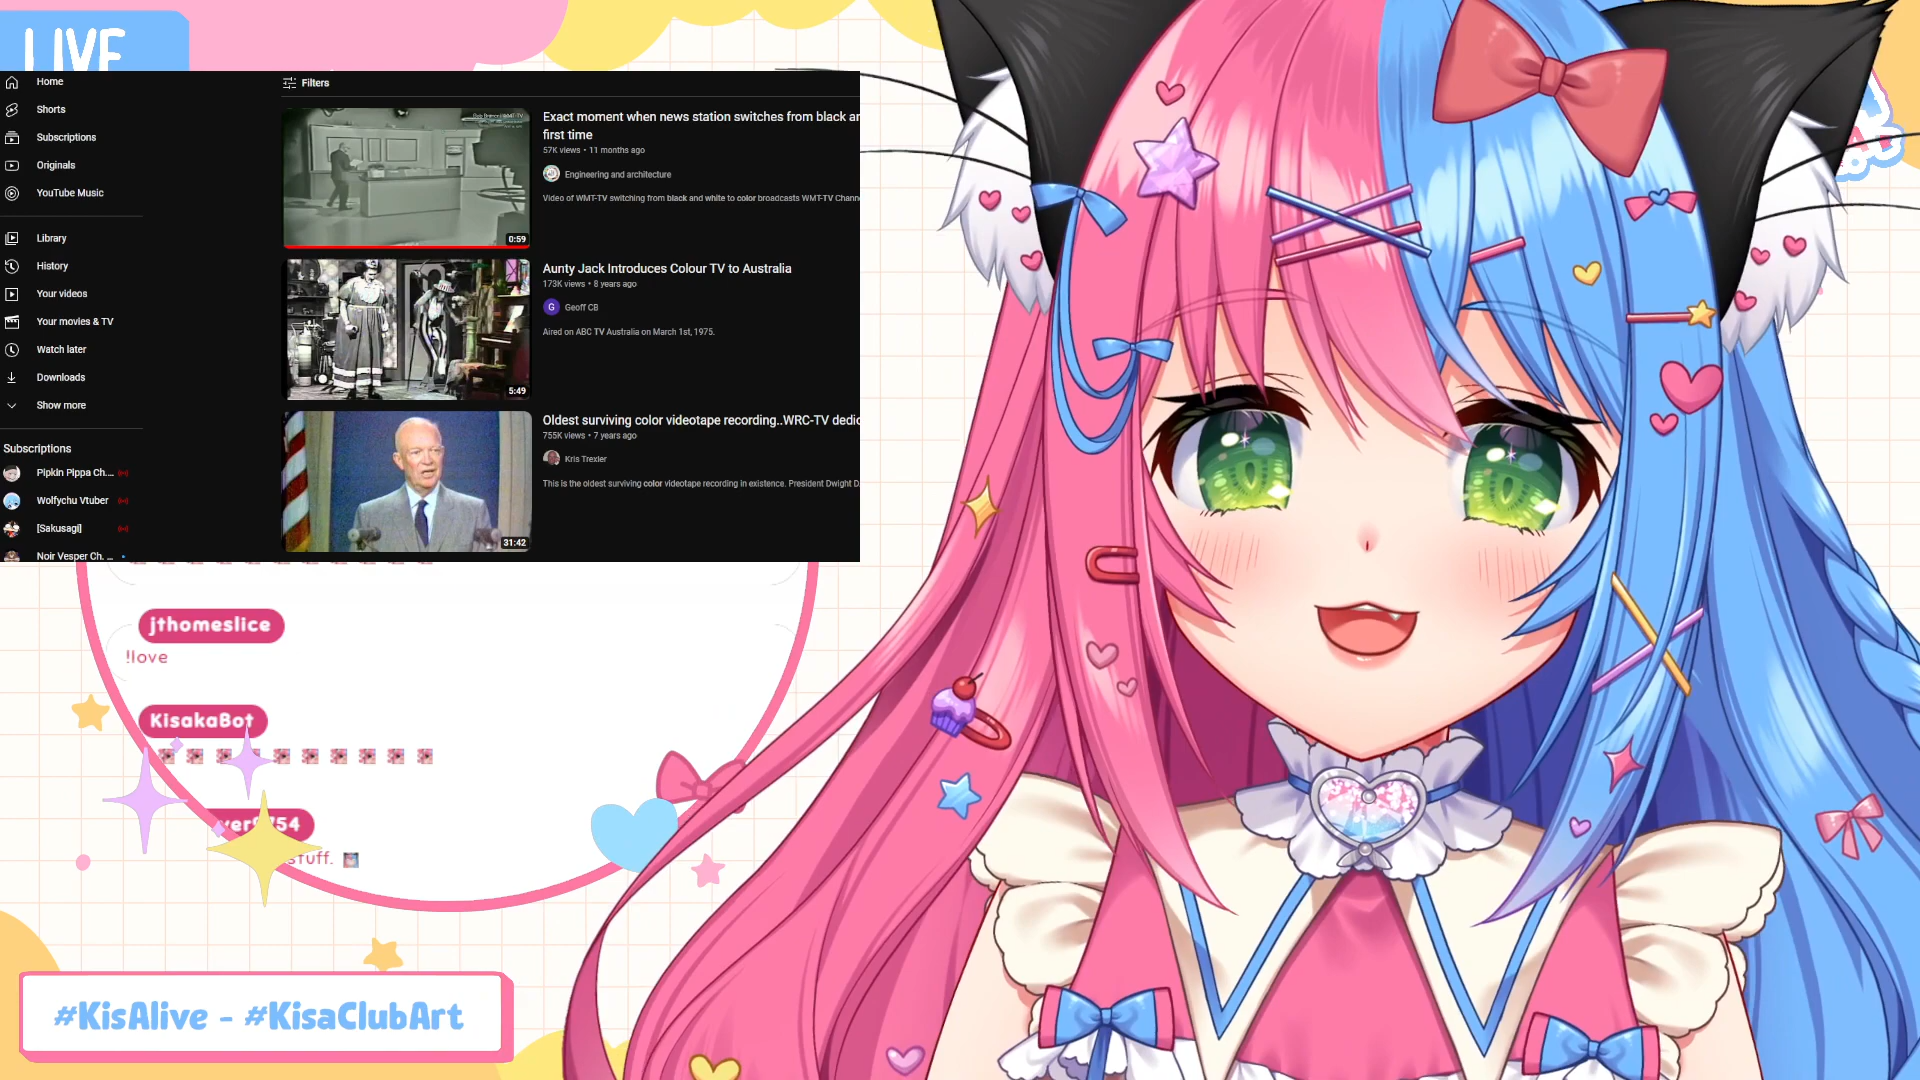 LIVE
Home
Shorts
Subscriptions
Originals
YouTube Music
Library
History
Your videos
Your movies & TV
Watch later
Downloads
Show more
Subscriptions
Pipkin Pippa Ch...
Wolfychu Vtuber
[Sakusagi]
Noir Vesper Ch. ...
Filters
Exact moment when news station switches from black an
first time
57K views • 11 months ago
Engineering and architecture
Video of WMT-TV switching from black and white to color broadcasts WMT-TV Chann
0:59
Aunty Jack Introduces Colour TV to Australia
173K views • 8 years ago
G Geoff CB
Aired on ABC TV Australia on March 1st, 1975.
5:49
Oldest surviving color videotape recording..WRC-TV dedic
755K views • 7 years ago
Kris Trexler
This is the oldest surviving color videotape recording in existence. President Dwight D.
31:42
jthomeslice
!love
KisakaBot
stuff.
#KisAlive - #KisaClubArt